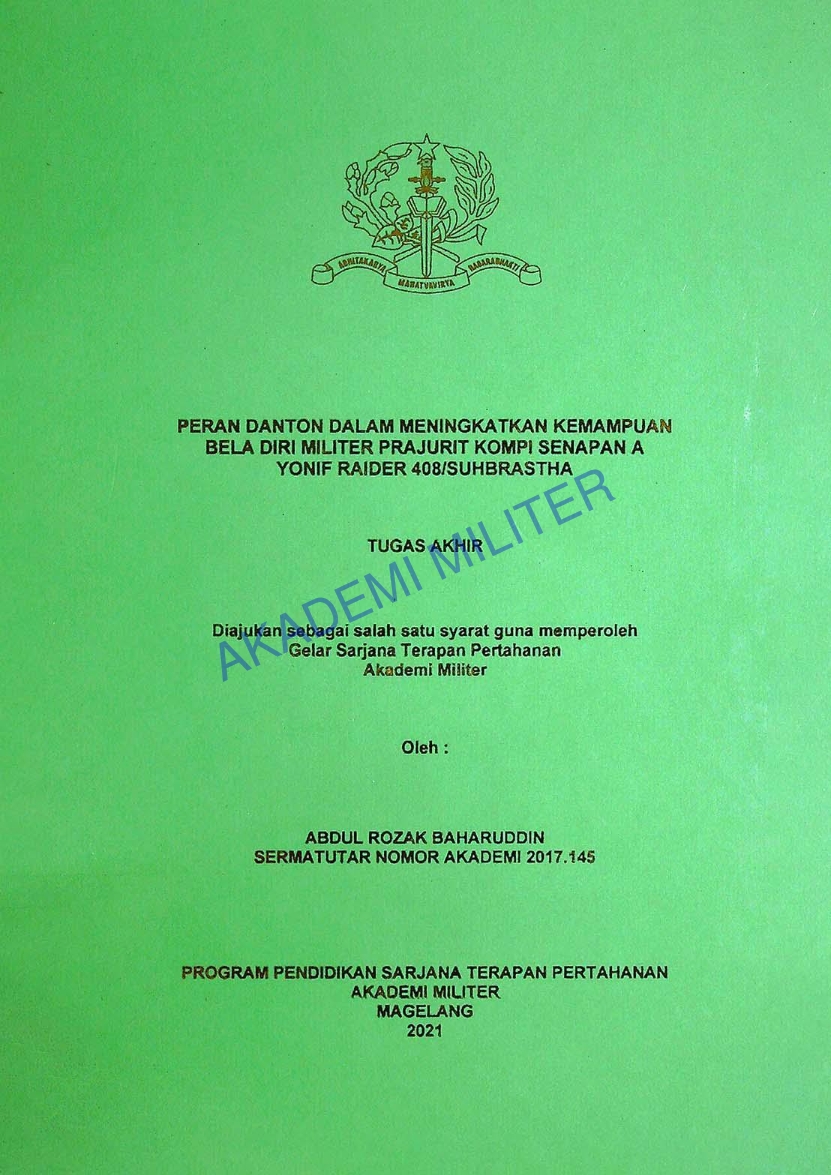 ADHITAKARYA MAHATVAVIRYA NAGARABHAKTI
PERAN DANTON DALAM MENINGKATKAN KEMAMPUAN
BELA DIRI MILITER PRAJURIT KOMPI SENAPAN A
YONIF RAIDER 408/SUHBRASTHA
TUGAS AKHIR
AKADEMI MILITER
Diajukan sebagai salah satu syarat guna memperoleh
Gelar Sarjana Terapan Pertahanan
Akademi Militer
Oleh :
ABDUL ROZAK BAHARUDDIN
SERMATUTAR NOMOR AKADEMI 2017.145
PROGRAM PENDIDIKAN SARJANA TERAPAN PERTAHANAN
AKADEMI MILITER
MAGELANG
2021